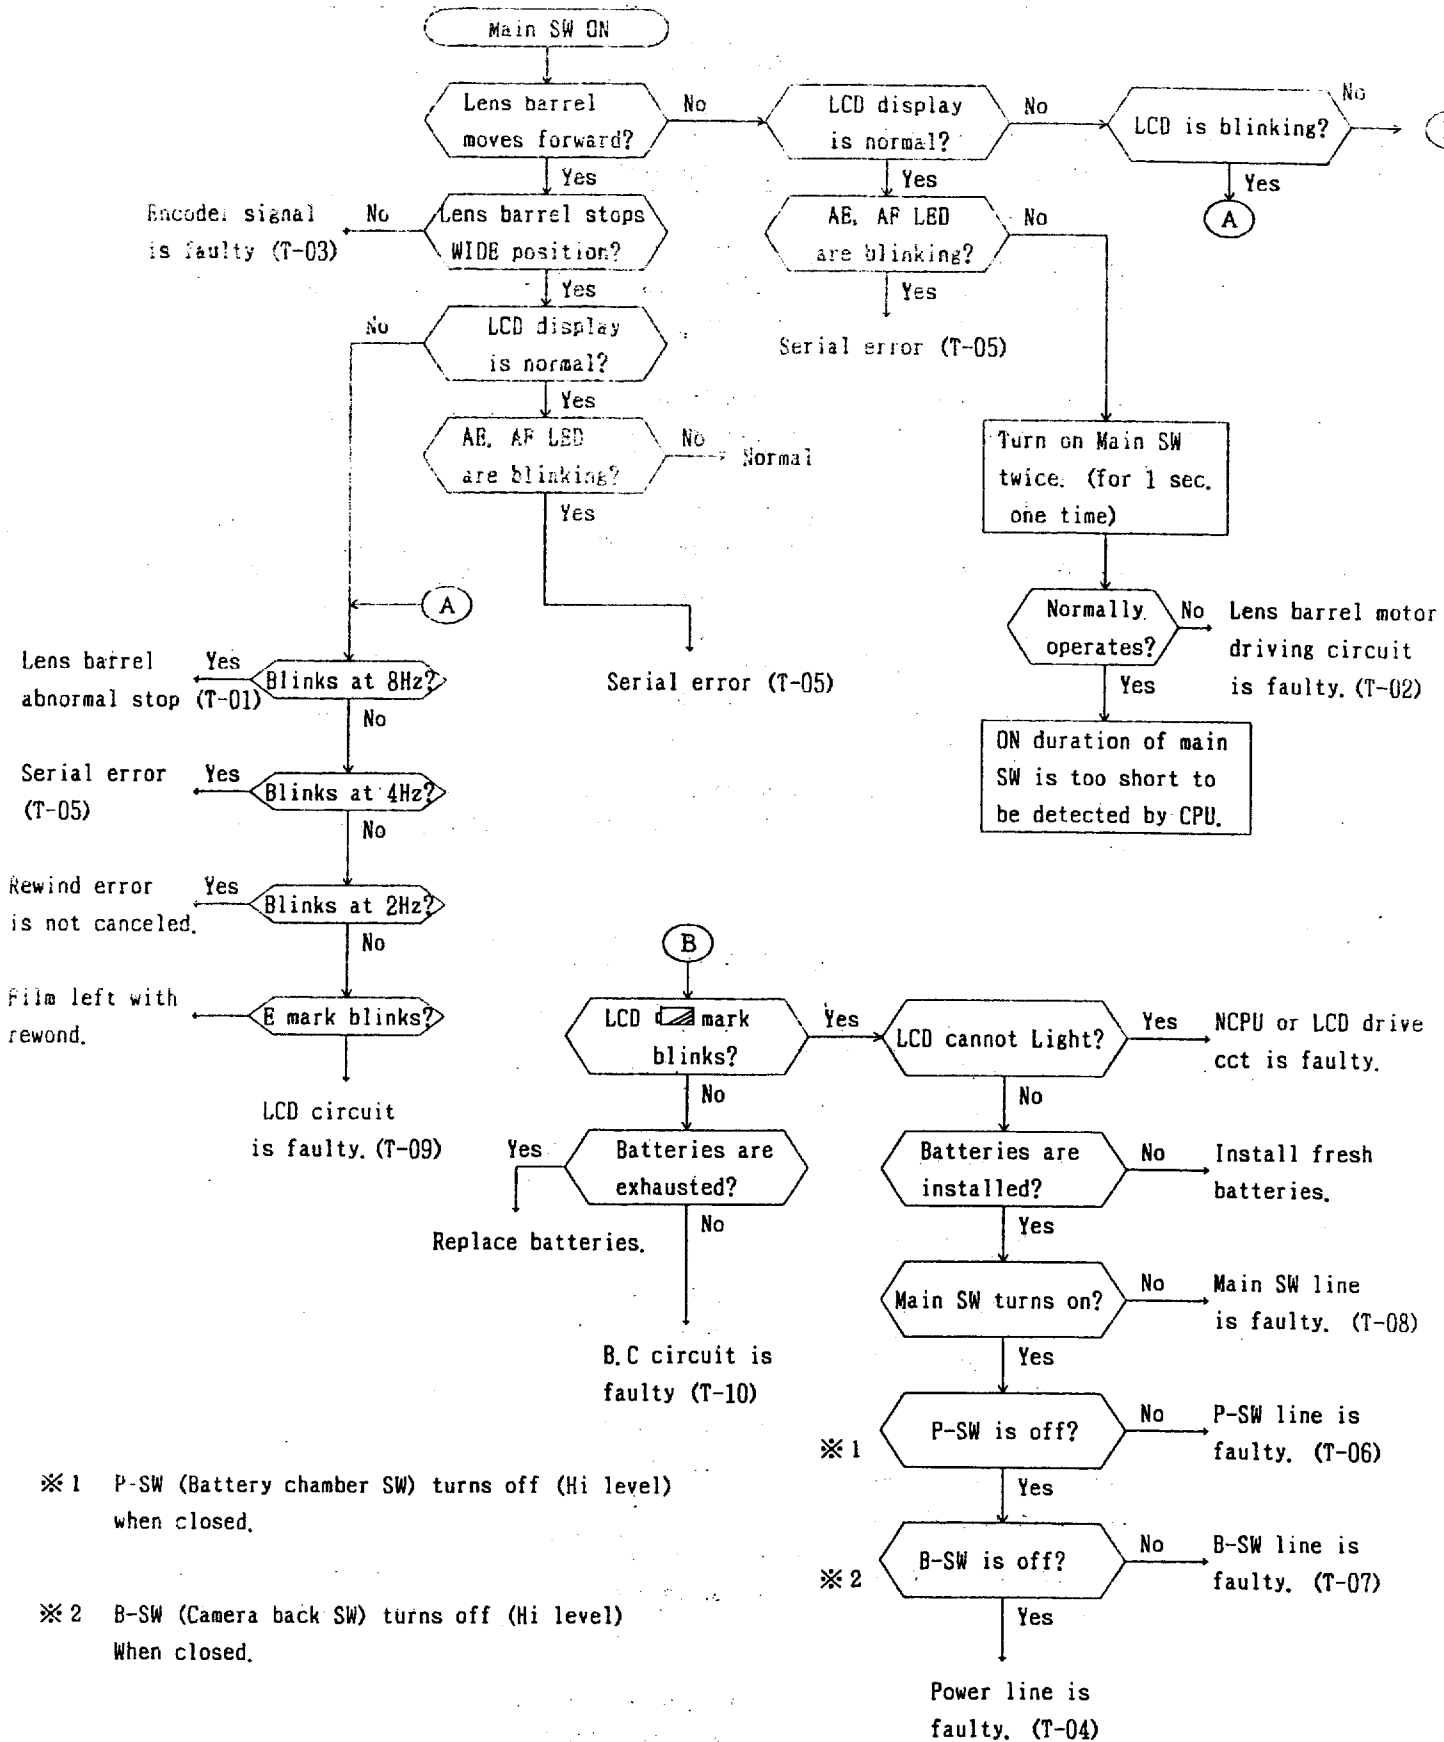 Main SW ON
Lens barrel
moves forward?
No
LCD display
is normal?
No
LCD is blinking?
No
Yes
Yes
Yes
A
Encoder signal
is faulty (T-03)
No
Lens barrel stops
WIDE position?
AE, AF LED
are blinking?
No
Yes
Yes
No
LCD display
is normal?
Serial error (T-05)
Yes
AE, AF LED
are blinking?
No
Normal
Yes
Turn on Main SW
twice. (for 1 sec.
one time)
A
Normally
operates?
No
Lens barrel motor
driving circuit
is faulty. (T-02)
Yes
Lens barrel
abnormal stop (T-01)
Yes
Blinks at 8Hz?
No
Serial error (T-05)
ON duration of main
SW is too short to
be detected by CPU.
Serial error
(T-05)
Yes
Blinks at 4Hz?
No
Rewind error
is not canceled.
Yes
Blinks at 2Hz?
No
B
Film left with
rewond.
E mark blinks?
LCD mark
blinks?
Yes
LCD cannot Light?
Yes
NCPU or LCD drive
cct is faulty.
No
No
LCD circuit
is faulty. (T-09)
Yes
Batteries are
exhausted?
Batteries are
installed?
No
Install fresh
batteries.
Replace batteries.
No
Yes
Main SW turns on?
No
Main SW line
is faulty. (T-08)
Yes
B.C circuit is
faulty (T-10)
※1
P-SW is off?
No
P-SW line is
faulty. (T-06)
Yes
※1 P-SW (Battery chamber SW) turns off (Hi level)
when closed.
※2
B-SW is off?
No
B-SW line is
faulty. (T-07)
Yes
※2 B-SW (Camera back SW) turns off (Hi level)
When closed.
Power line is
faulty. (T-04)